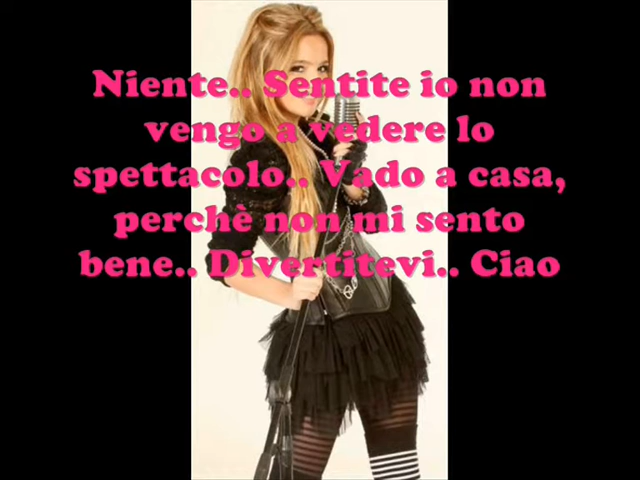 Niente.. Sentite io non
vengo a vedere lo
spettacolo.. Vado a casa,
perchè non mi sento
bene.. Divertitevi.. Ciao